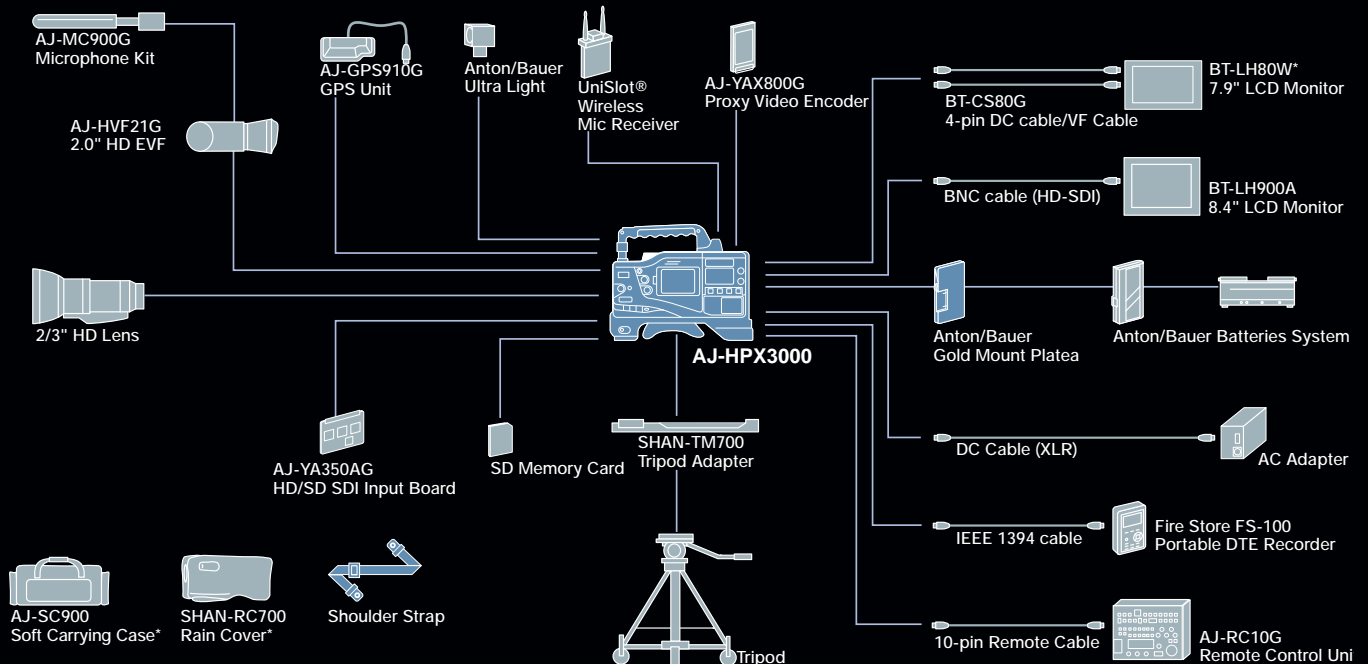 AJ-MC900G
Microphone Kit
AJ-GPS910G
GPS Unit
Anton/Bauer
Ultra Light
UniSlot®
Wireless
Mic Receiver
AJ-YAX800G
Proxy Video Encoder
BT-CS80G
4-pin DC cable/VF Cable
BT-LH80W*
7.9" LCD Monitor
AJ-HVF21G
2.0" HD EVF
BNC cable (HD-SDI)
BT-LH900A
8.4" LCD Monitor
2/3" HD Lens
AJ-HPX3000
Anton/Bauer
Gold Mount Platea
Anton/Bauer Batteries System
AJ-YA350AG
HD/SD SDI Input Board
SD Memory Card
SHAN-TM700
Tripod Adapter
DC Cable (XLR)
AC Adapter
IEEE 1394 cable
Fire Store FS-100
Portable DTE Recorder
AJ-SC900
Soft Carrying Case*
SHAN-RC700
Rain Cover*
Shoulder Strap
Tripod
10-pin Remote Cable
AJ-RC10G
Remote Control Uni